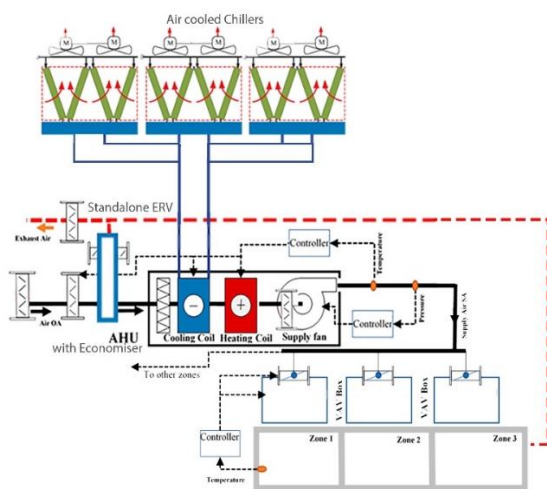 Air cooled Chillers
M
M
M
M
M
M
Standalone ERV
Exhaust Air
Controller
Temperature
Pressure
Controller
Supply Air SA
Air OA
AHU
with Economiser
Cooling Coil
Heating Coil
Supply fan
To other zones
VAV Box
VAV Box
Controller
Zone 1
Zone 2
Zone 3
Temperature